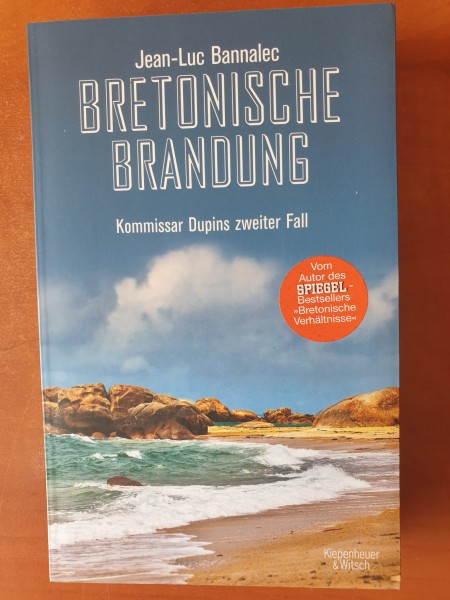 Jean-Luc Bannalec
BRETONISCHE
BRANDUNG
Kommissar Dupins zweiter Fall
Vom
Autor des
SPIEGEL-
Bestsellers
»Bretonische
Verhältnisse«
Kiepenheuer
& Witsch